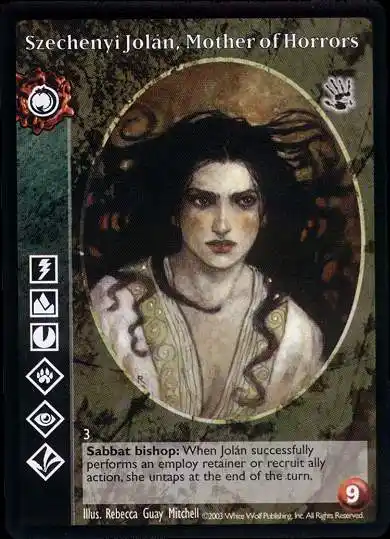 Szechenyi Jolán, Mother of Horrors
3
Sabbat bishop: When Jolán successfully
performs an employ retainer or recruit ally
action, she untaps at the end of the turn.
9
Illus. Rebecca Guay Mitchell ©2003 White Wolf Publishing, Inc. All Rights Reserved.